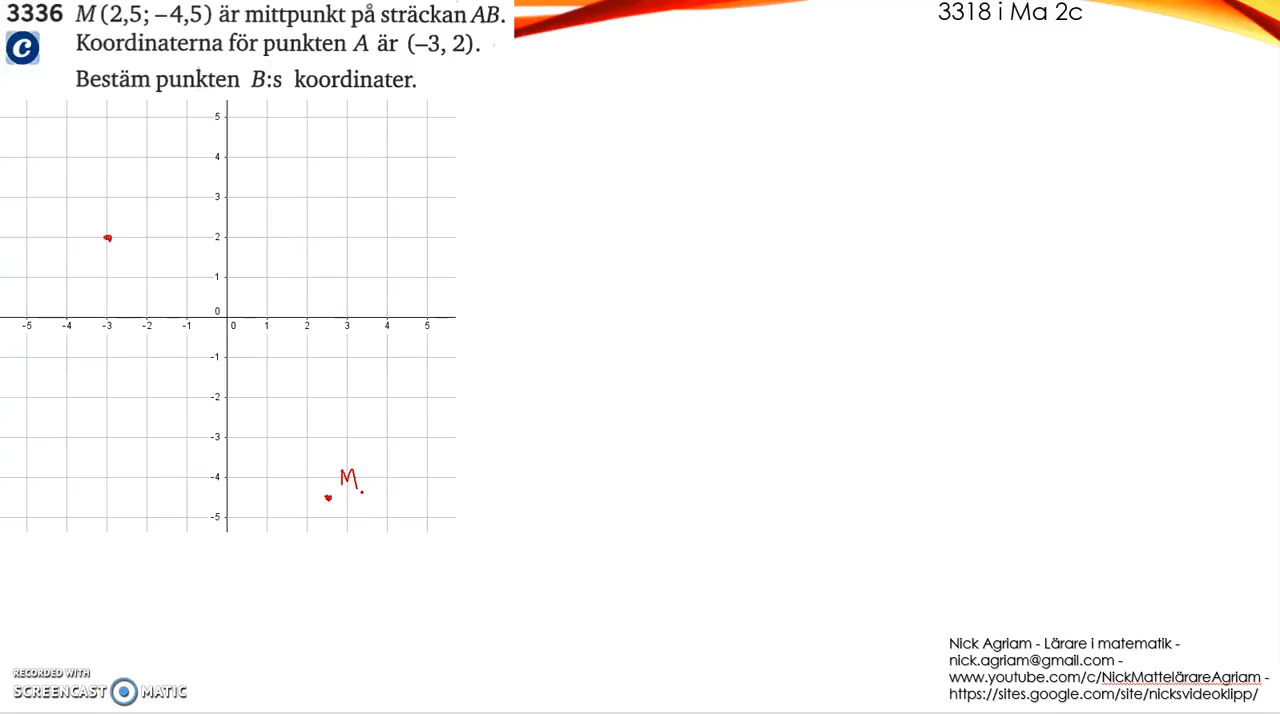 3336 M (2,5; –4,5) är mittpunkt på sträckan AB.
3318 i Ma 2c
C Koordinaterna för punkten A är (–3, 2).
Bestäm punkten B:s koordinater.
5
4
3
2
1
0
-5 -4 -3 -2 -1 0 1 2 3 4 5
-1
-2
-3
-4
M
-5
Nick Agriam - Lärare i matematik -
nick.agriam@gmail.com -
www.youtube.com/c/NickMattelärareAgriam -
https://sites.google.com/site/nicksvideoklipp/
RECORDED WITH
SCREENCAST MATIC